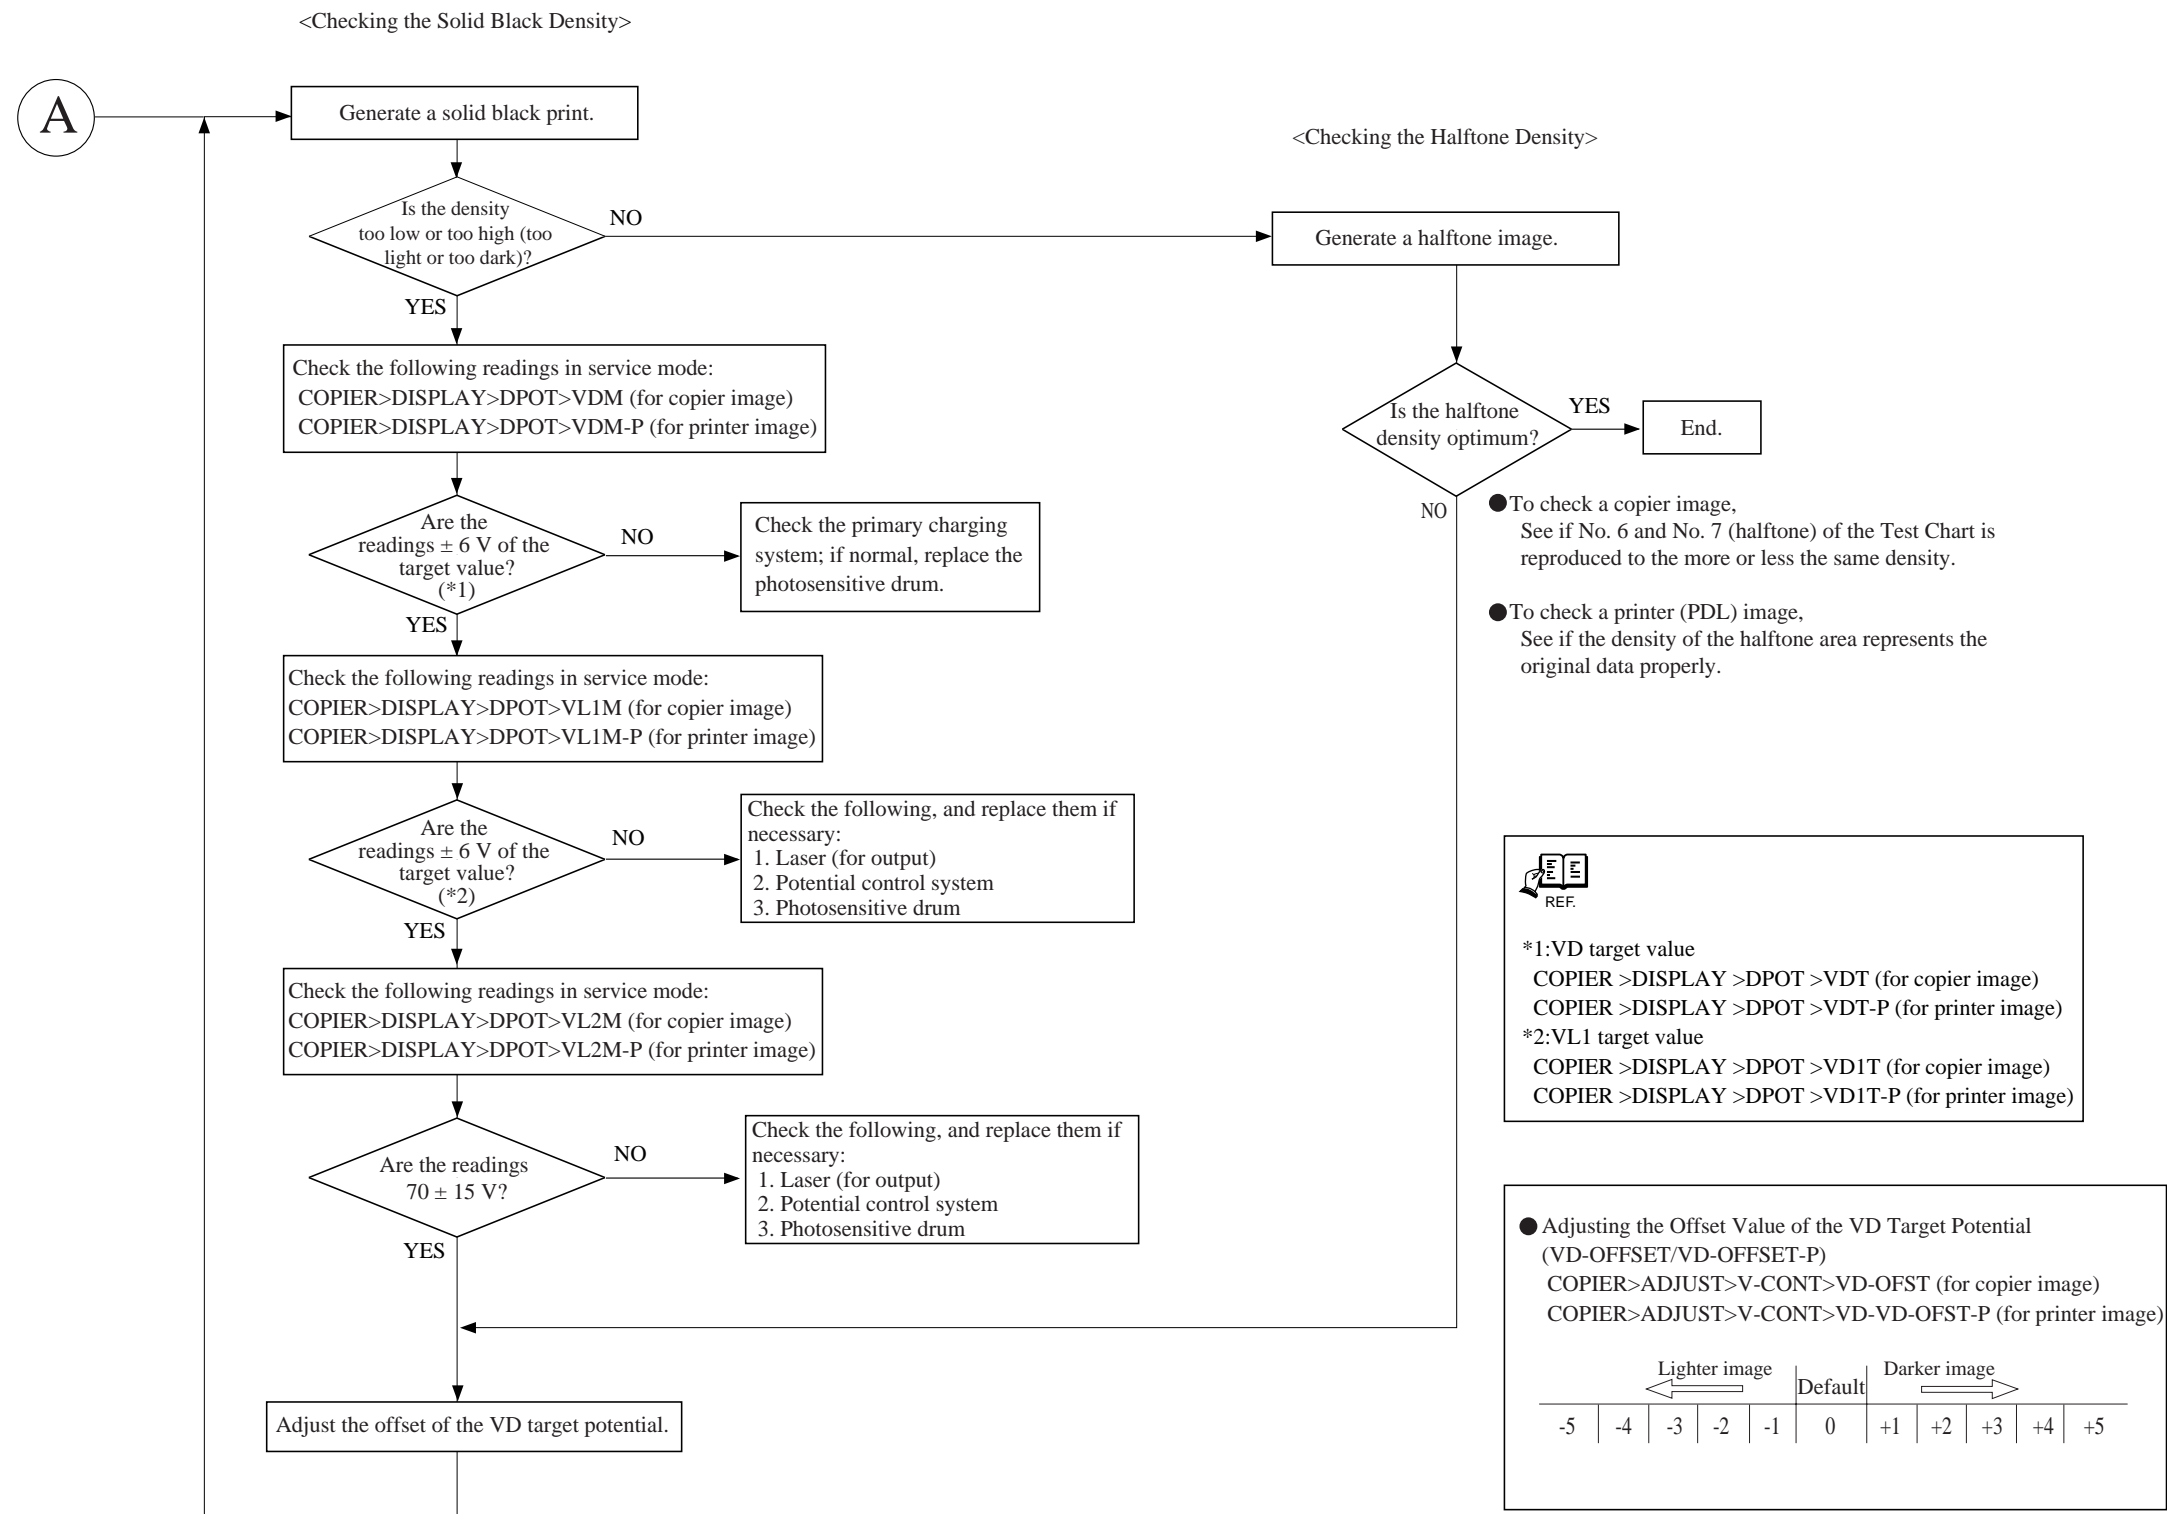 <Checking the Solid Black Density>
A
Generate a solid black print.
Is the density
too low or too high (too
light or too dark)?
NO
YES
Check the following readings in service mode:
COPIER>DISPLAY>DPOT>VDM (for copier image)
COPIER>DISPLAY>DPOT>VDM-P (for printer image)
Are the
readings ± 6 V of the
target value?
(*1)
NO
Check the primary charging
system; if normal, replace the
photosensitive drum.
YES
Check the following readings in service mode:
COPIER>DISPLAY>DPOT>VL1M (for copier image)
COPIER>DISPLAY>DPOT>VL1M-P (for printer image)
Are the
readings ± 6 V of the
target value?
(*2)
NO
Check the following, and replace them if
necessary:
1. Laser (for output)
2. Potential control system
3. Photosensitive drum
YES
Check the following readings in service mode:
COPIER>DISPLAY>DPOT>VL2M (for copier image)
COPIER>DISPLAY>DPOT>VL2M-P (for printer image)
Are the readings
70 ± 15 V?
NO
Check the following, and replace them if
necessary:
1. Laser (for output)
2. Potential control system
3. Photosensitive drum
YES
Adjust the offset of the VD target potential.
<Checking the Halftone Density>
Generate a halftone image.
Is the halftone
density optimum?
YES
End.
NO
●To check a copier image,
See if No. 6 and No. 7 (halftone) of the Test Chart is
reproduced to the more or less the same density.
●To check a printer (PDL) image,
See if the density of the halftone area represents the
original data properly.
REF.
*1:VD target value
COPIER >DISPLAY >DPOT >VDT (for copier image)
COPIER >DISPLAY >DPOT >VDT-P (for printer image)
*2:VL1 target value
COPIER >DISPLAY >DPOT >VD1T (for copier image)
COPIER >DISPLAY >DPOT >VD1T-P (for printer image)
●Adjusting the Offset Value of the VD Target Potential
(VD-OFFSET/VD-OFFSET-P)
COPIER>ADJUST>V-CONT>VD-OFST (for copier image)
COPIER>ADJUST>V-CONT>VD-VD-OFST-P (for printer image)
Lighter image Default Darker image
-5 -4 -3 -2 -1 0 +1 +2 +3 +4 +5